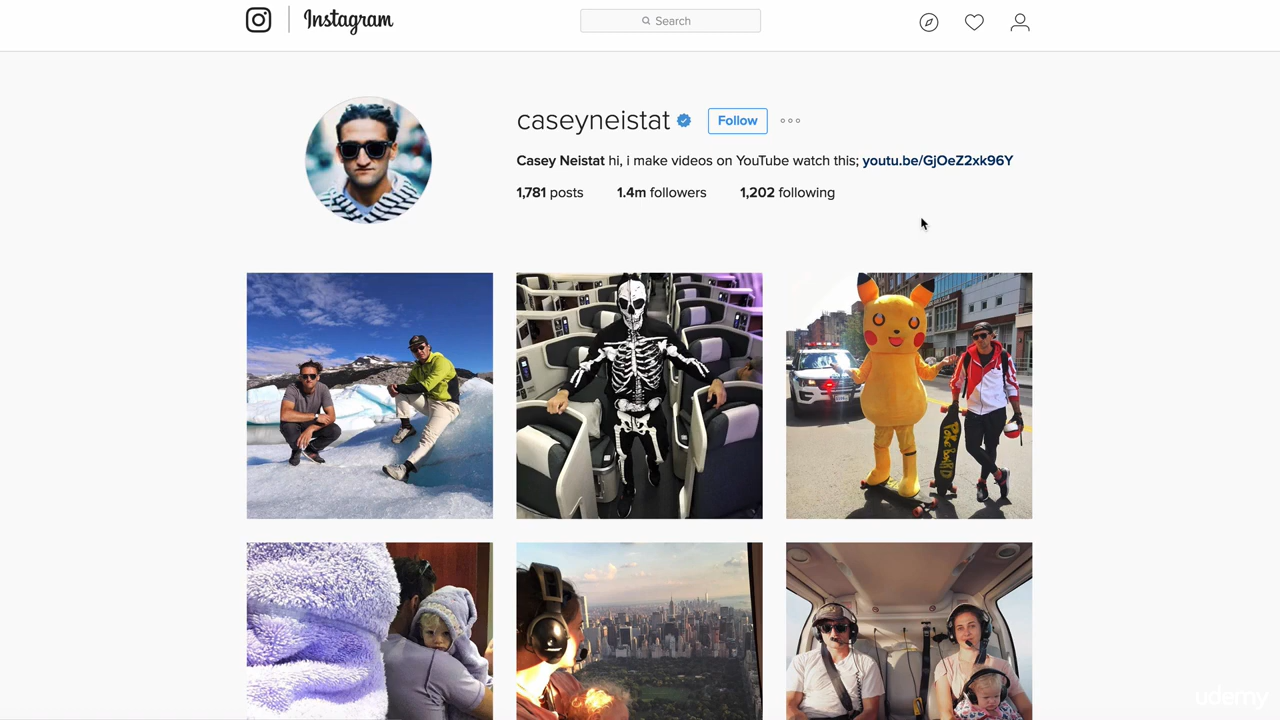 Instagram
Search
caseyneistat
Follow
Casey Neistat hi, i make videos on YouTube watch this; youtu.be/GjOeZ2xk96Y
1,781 posts 1.4m followers 1,202 following
udemy